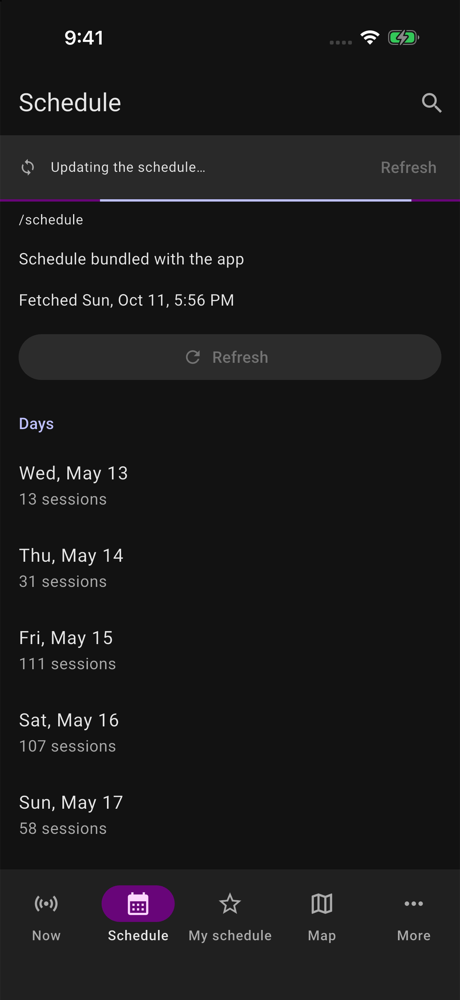 9:41
Schedule
Updating the schedule…
Refresh
/schedule
Schedule bundled with the app
Fetched Sun, Oct 11, 5:56 PM
Refresh
Days
Wed, May 13
13 sessions
Thu, May 14
31 sessions
Fri, May 15
111 sessions
Sat, May 16
107 sessions
Sun, May 17
58 sessions
Now
Schedule
My schedule
Map
More